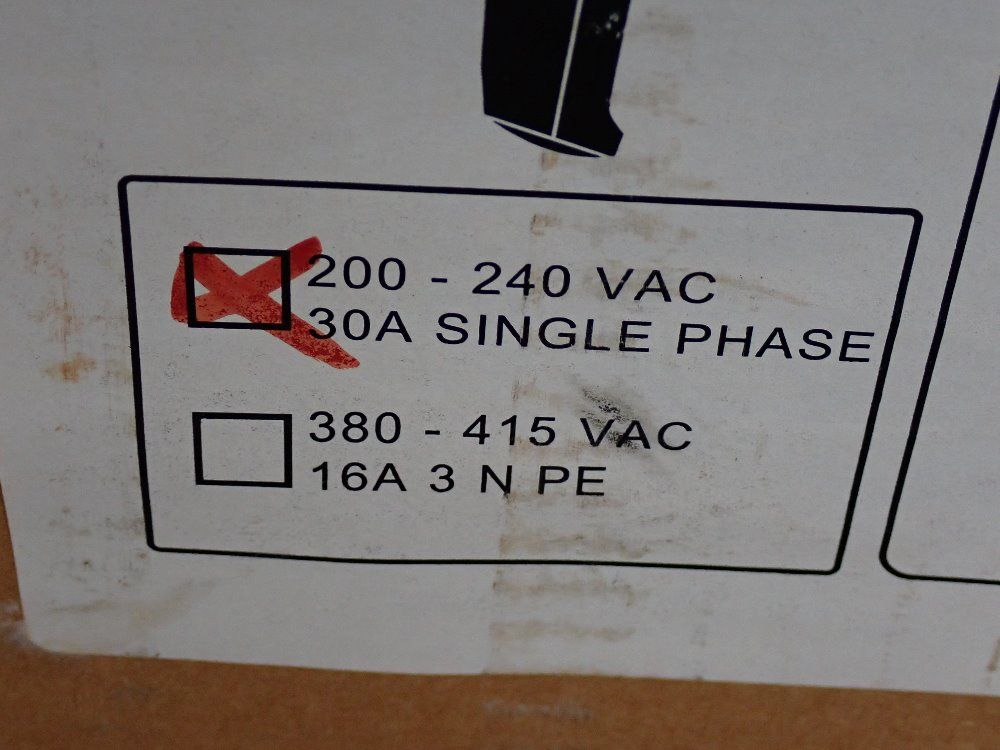 200 - 240 VAC
30A SINGLE PHASE
380 - 415 VAC
16A 3 N PE